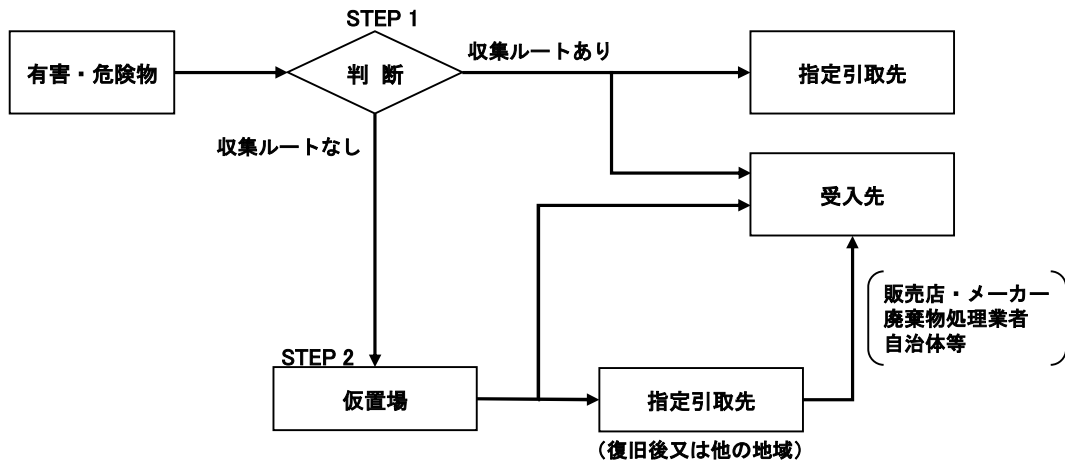 STEP 1
有害・危険物
判 断
収集ルートあり
指定引取先
収集ルートなし
受入先
販売店・メーカー
廃棄物処理業者
自治体等
STEP 2
仮置場
指定引取先
（復旧後又は他の地域）